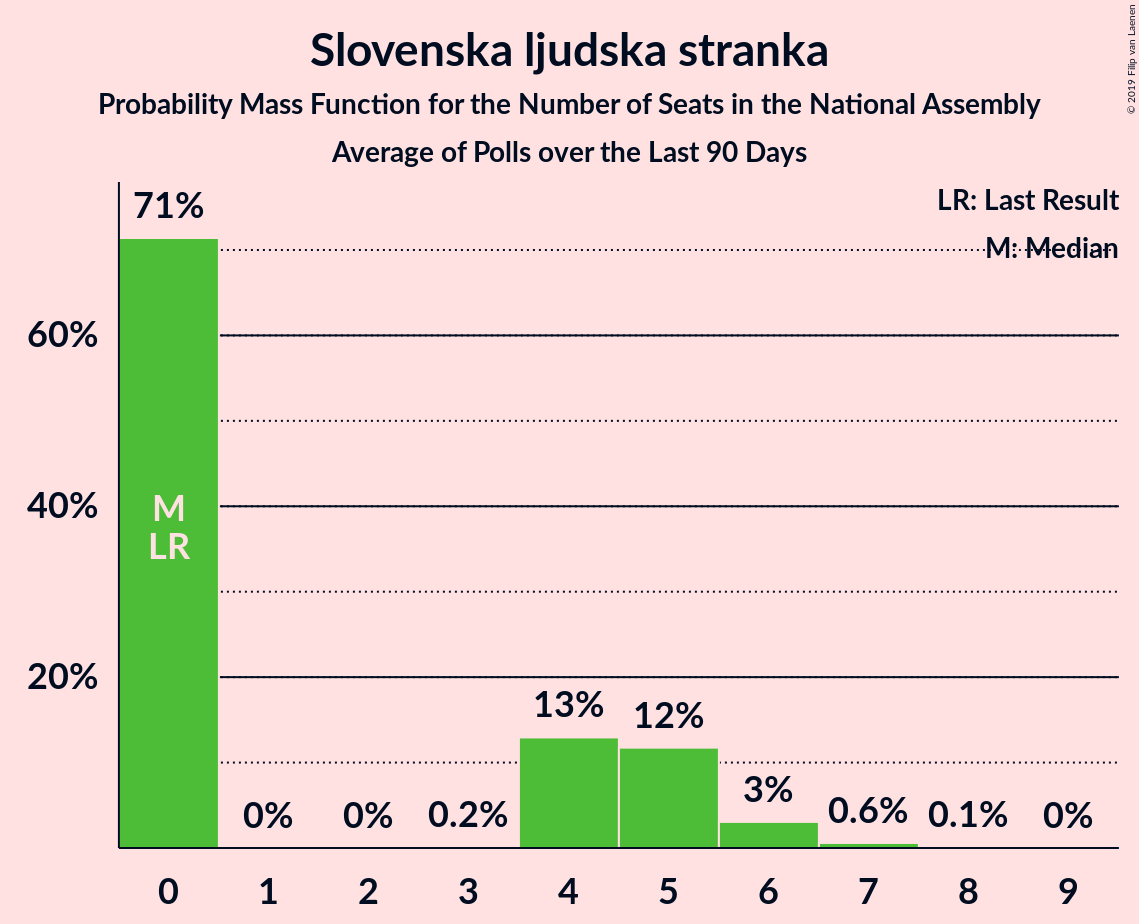 Slovenska ljudska stranka
Probability Mass Function for the Number of Seats in the National Assembly
Average of Polls over the Last 90 Days
© 2019 Filip van Laenen
LR: Last Result
M: Median
71%
60%
40%
20%
M
LR
0%
0%
0.2%
13%
12%
3%
0.6%
0.1%
0%
0 1 2 3 4 5 6 7 8 9